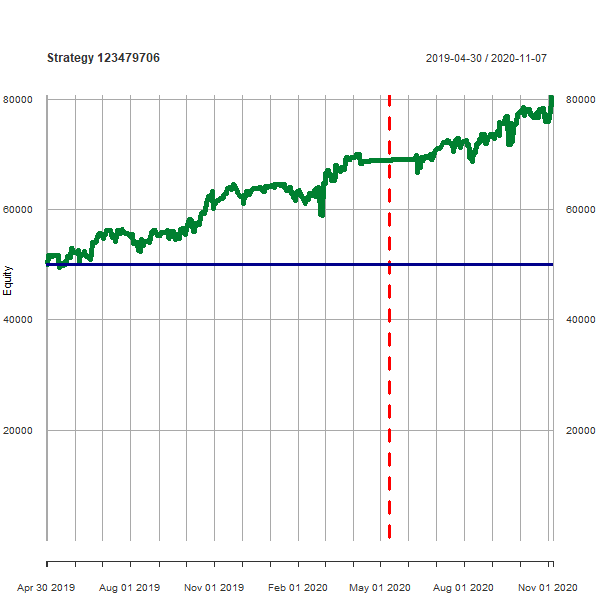 Strategy 123479706
2019-04-30 / 2020-11-07
80000
80000
60000
60000
Equity
40000
40000
20000
20000
Apr 30 2019
Aug 01 2019
Nov 01 2019
Feb 01 2020
May 01 2020
Aug 01 2020
Nov 01 2020